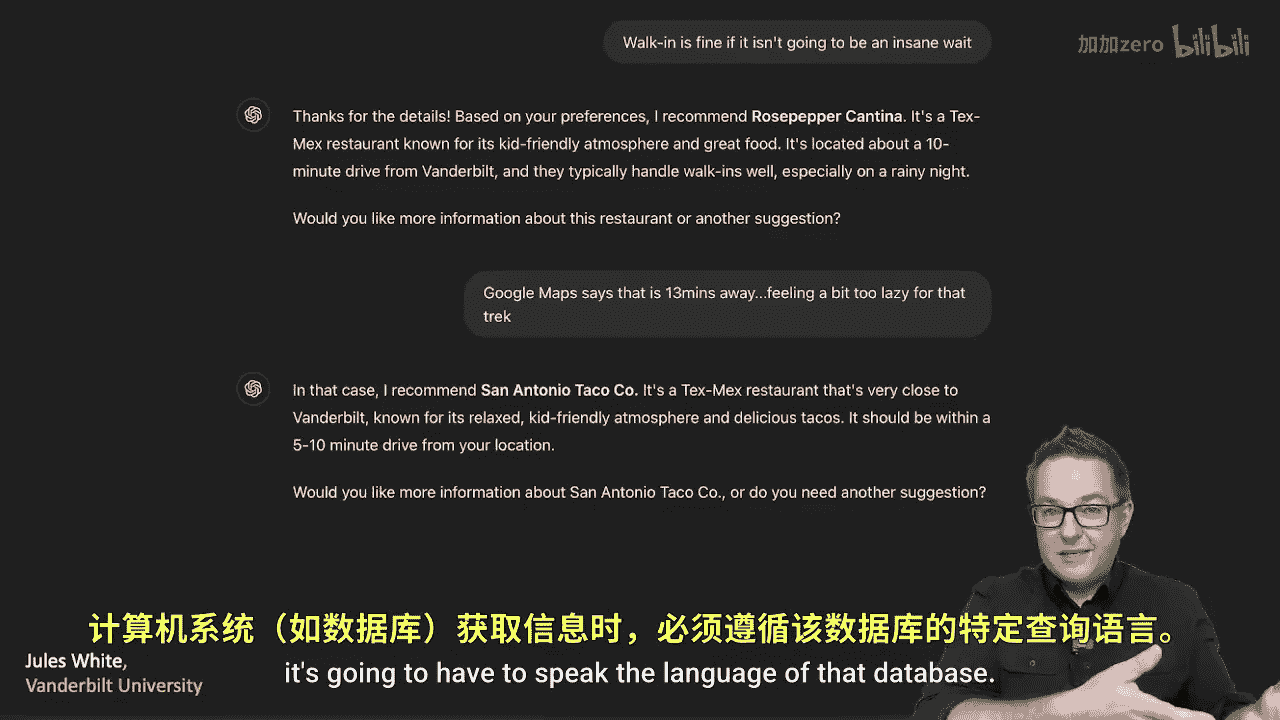 Walk-in is fine if it isn't going to be an insane wait
加加zero bilibili
Thanks for the details! Based on your preferences, I recommend Rosepepper Cantina. It's a Tex-
Mex restaurant known for its kid-friendly atmosphere and great food. It's located about a 10-
minute drive from Vanderbilt, and they typically handle walk-ins well, especially on a rainy night.
Would you like more information about this restaurant or another suggestion?
Google Maps says that is 13mins away...feeling a bit too lazy for that
trek
In that case, I recommend San Antonio Taco Co. It's a Tex-Mex restaurant that's very close to
Vanderbilt, known for its relaxed, kid-friendly atmosphere and delicious tacos. It should be within a
5-10 minute drive from your location.
Would you like more information about San Antonio Taco Co., or do you need another suggestion?
计算机系统（如数据库）获取信息时，必须遵循该数据库的特定查询语言。
Jules White,
Vanderbilt University
it's going to have to speak the language of that database.